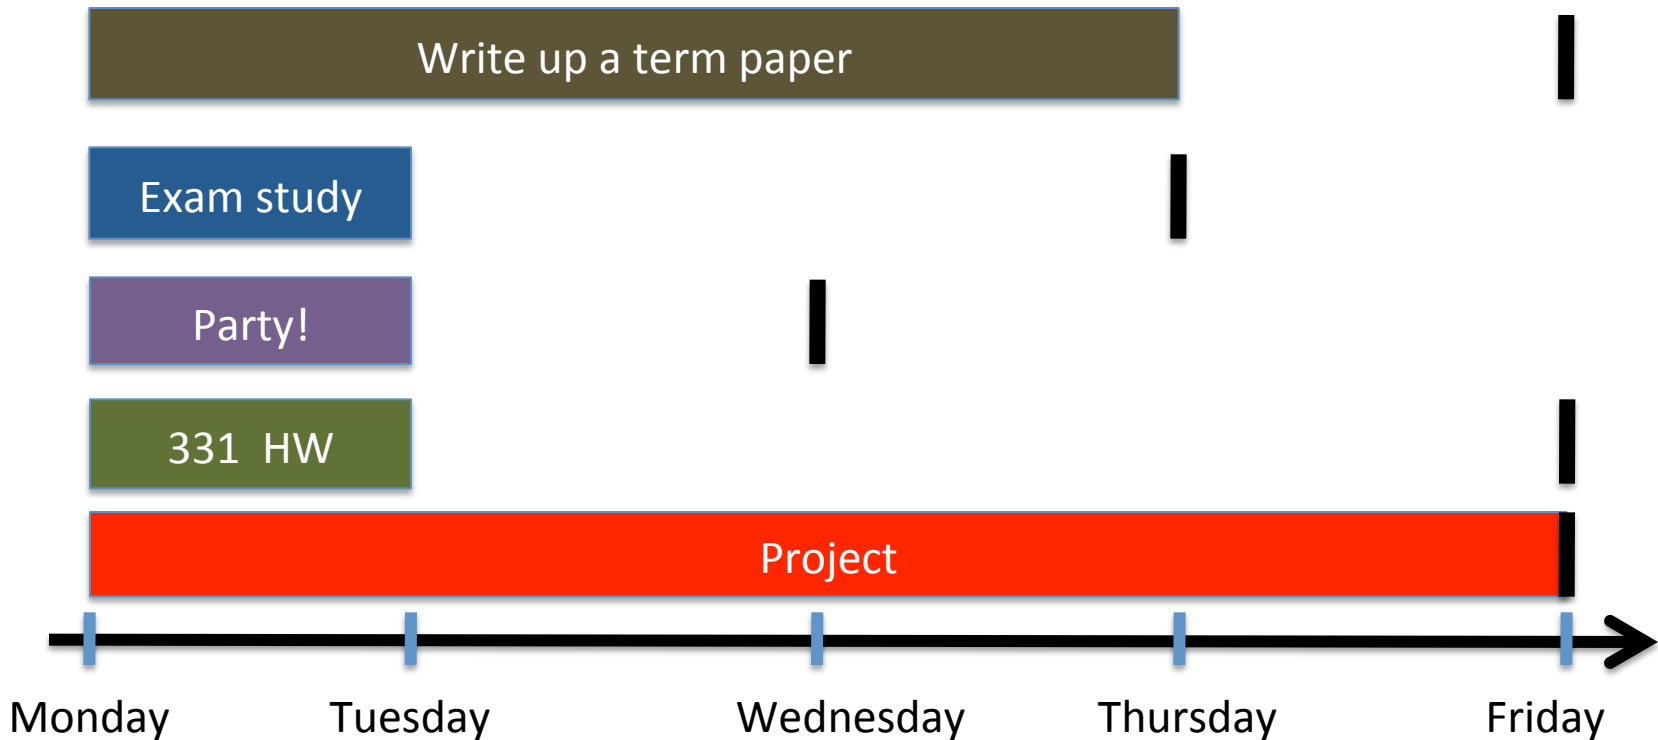 Write up a term paper
Exam study
Party!
331 HW
Project
Monday Tuesday Wednesday Thursday Friday